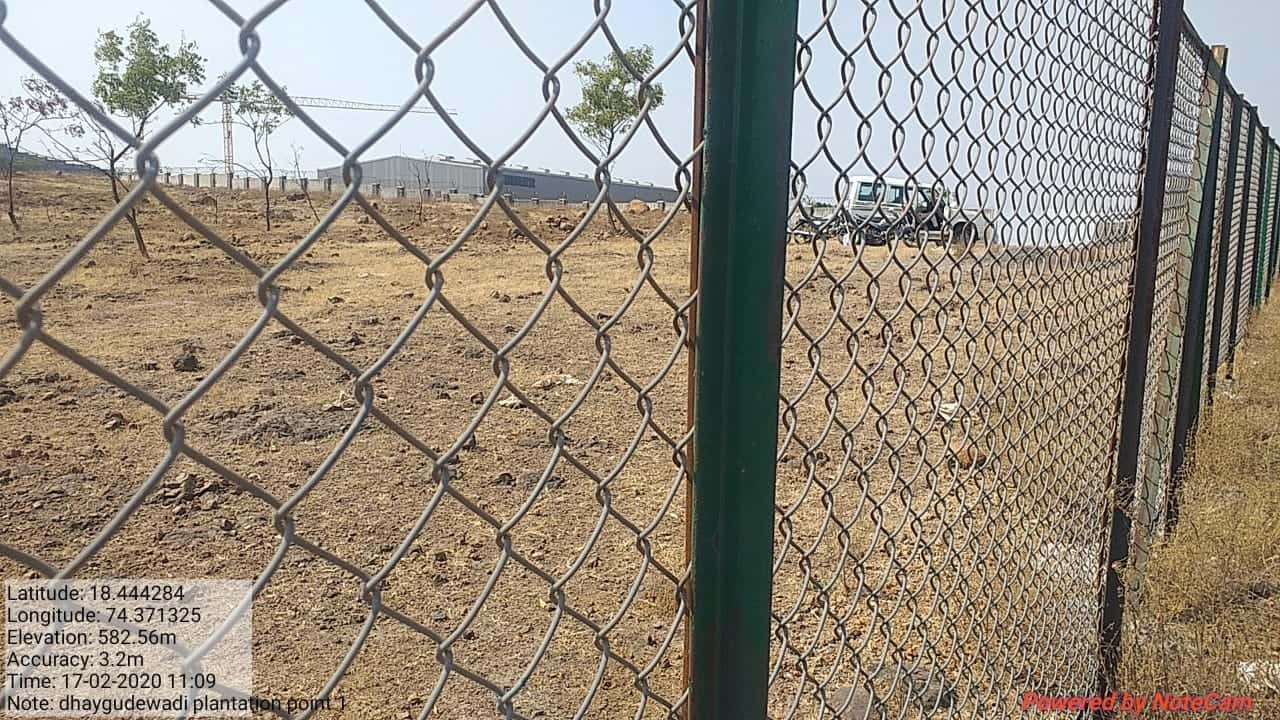 Latitude: 18.444284
Longitude: 74.371325
Elevation: 582.56m
Accuracy: 3.2m
Time: 17-02-2020 11:09
Note: dhaygudewadi plantation point 1
Powered by NoteCam